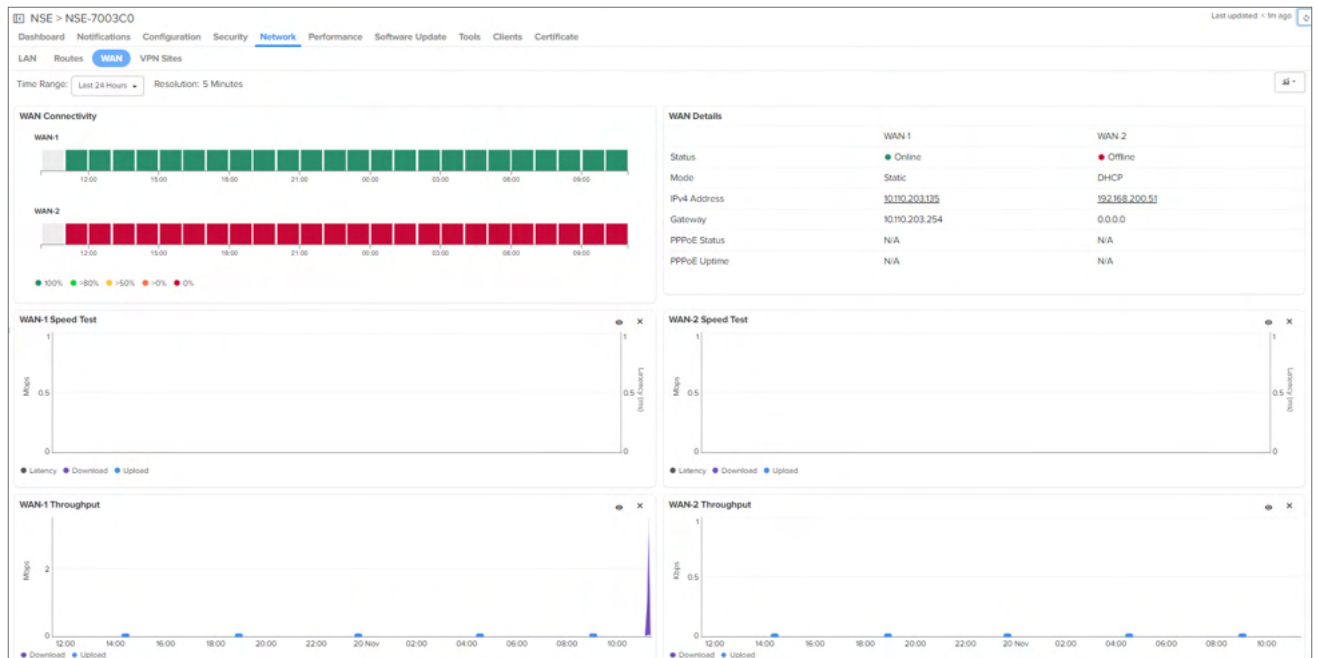 NSE > NSE-7003C0
Last updated: < 1m ago
Dashboard Notifications Configuration Security Network Performance Software Update Tools Clients Certificate
LAN Routes WAN VPN Sites
Time Range: Last 24 Hours Resolution: 5 Minutes
WAN Connectivity
WAN-1
12:00 15:00 18:00 21:00 00:00 03:00 06:00 09:00
WAN-2
12:00 15:00 18:00 21:00 00:00 03:00 06:00 09:00
100% >80% >50% >0% 0%
WAN Details
WAN-1 WAN-2
Status Online Offline
Mode Static DHCP
IPv4 Address 10.110.203.135 192.168.200.51
Gateway 10.110.203.254 0.0.0.0
PPPoE Status N/A N/A
PPPoE Uptime N/A N/A
WAN-1 Speed Test
1 1
Mbps
0.5 0.5
Latency (ms)
0 0
Latency Download Upload
WAN-2 Speed Test
1 1
Mbps
0.5 0.5
Latency (ms)
0 0
Latency Download Upload
WAN-1 Throughput
Mbps
2
0
12:00 14:00 16:00 18:00 20:00 22:00 20 Nov 02:00 04:00 06:00 08:00 10:00
Download Upload
WAN-2 Throughput
1
Kbps
0.5
0
12:00 14:00 16:00 18:00 20:00 22:00 20 Nov 02:00 04:00 06:00 08:00 10:00
Download Upload